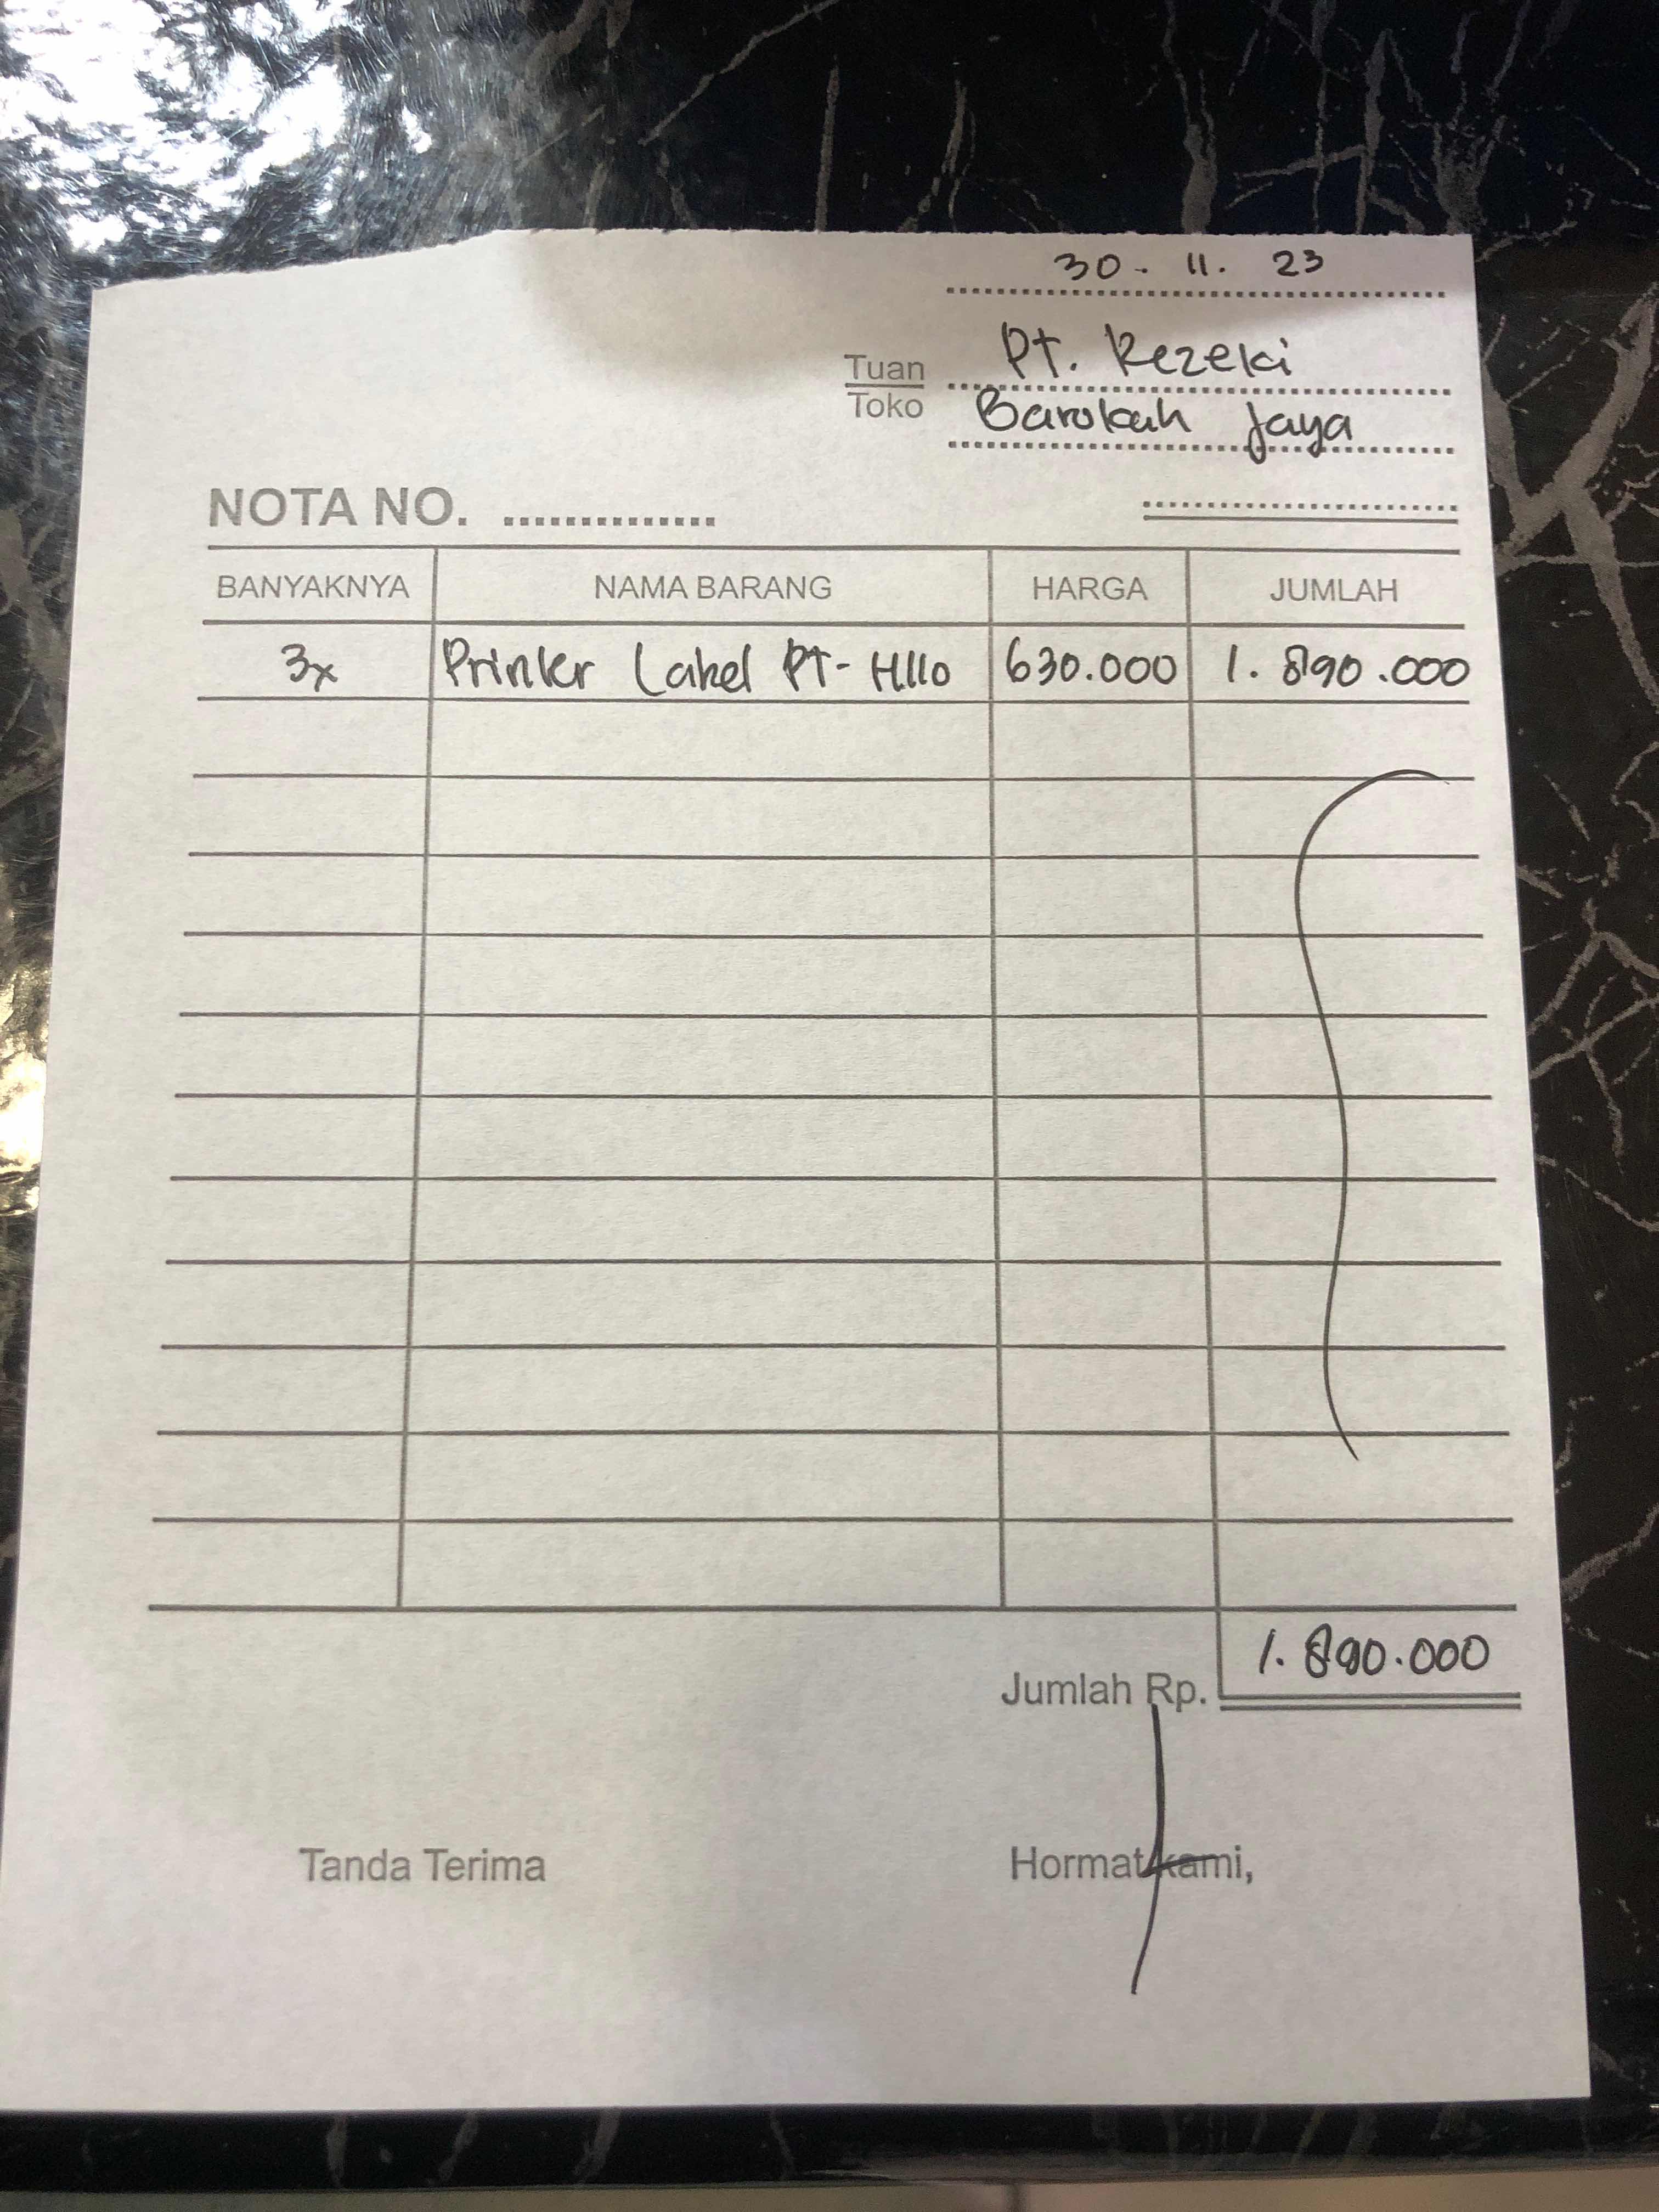 30. 11. 23
Tuan Pt. Rezeki
Toko Barokah Jaya
NOTA NO. ..............
BANYAKNYA NAMA BARANG HARGA JUMLAH
3x Printer Label PT-H110 630.000 1.890.000
Jumlah Rp. 1.890.000
Tanda Terima Hormat kami,